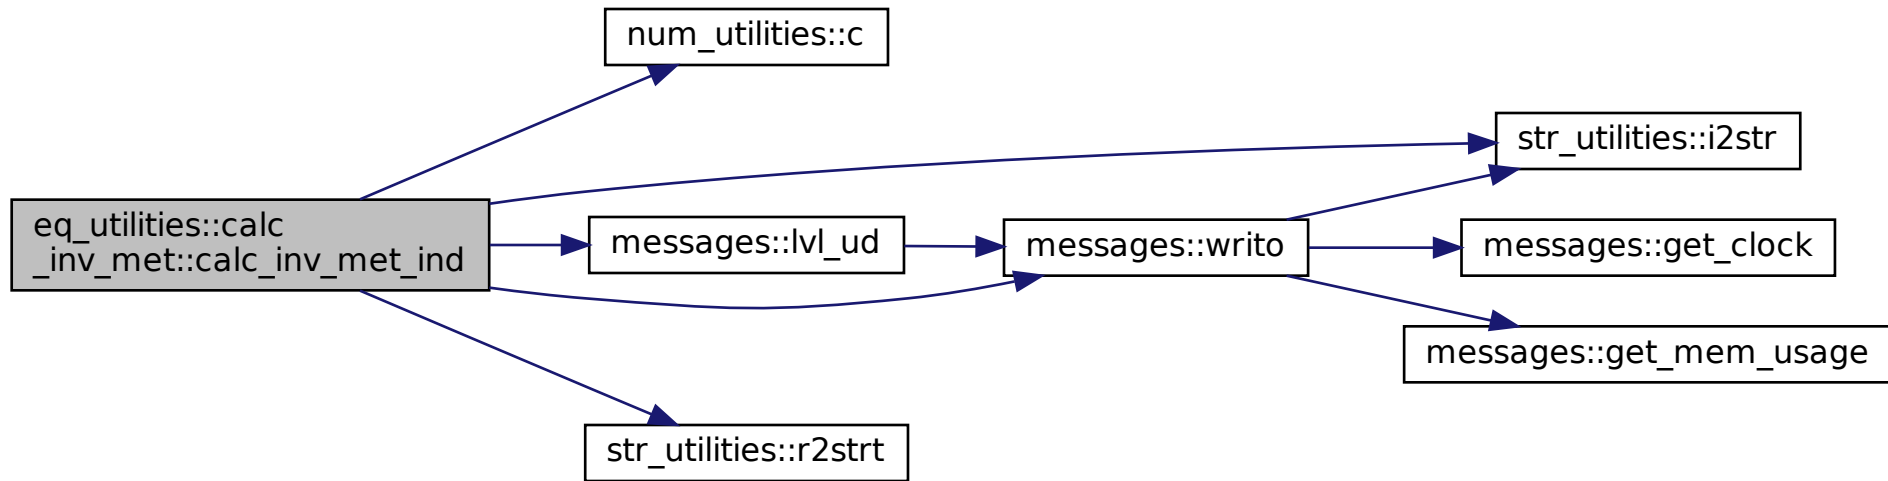 num_utilities::c
str_utilities::i2str
eq_utilities::calc
_inv_met::calc_inv_met_ind
messages::lvl_ud
messages::writo
messages::get_clock
messages::get_mem_usage
str_utilities::r2strt